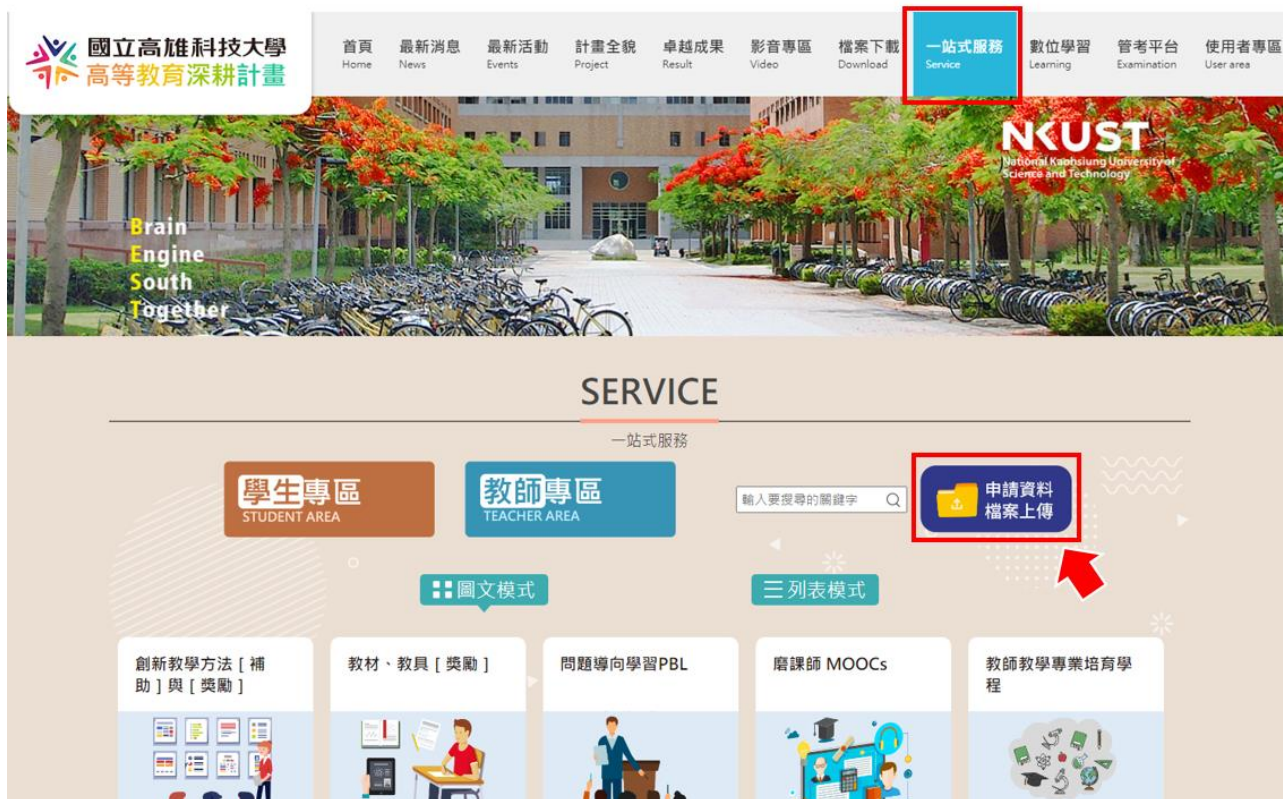 國立高雄科技大學
高等教育深耕計畫
首頁
Home
最新消息
News
最新活動
Events
計畫全貌
Project
卓越成果
Result
影音專區
Video
檔案下載
Download
一站式服務
Service
數位學習
Learning
管考平台
Examination
使用者專區
User area
NKUST
National Kaohsiung University of
Science and Technology
Brain
Engine
South
Together
SERVICE
一站式服務
學生專區
STUDENT AREA
教師專區
TEACHER AREA
輸入要搜尋的關鍵字
申請資料
檔案上傳
圖文模式
列表模式
創新教學方法 [ 補
助 ] 與 [ 獎勵 ]
教材、教具 [ 獎勵 ]
問題導向學習PBL
磨課師 MOOCs
教師教學專業培育學
程